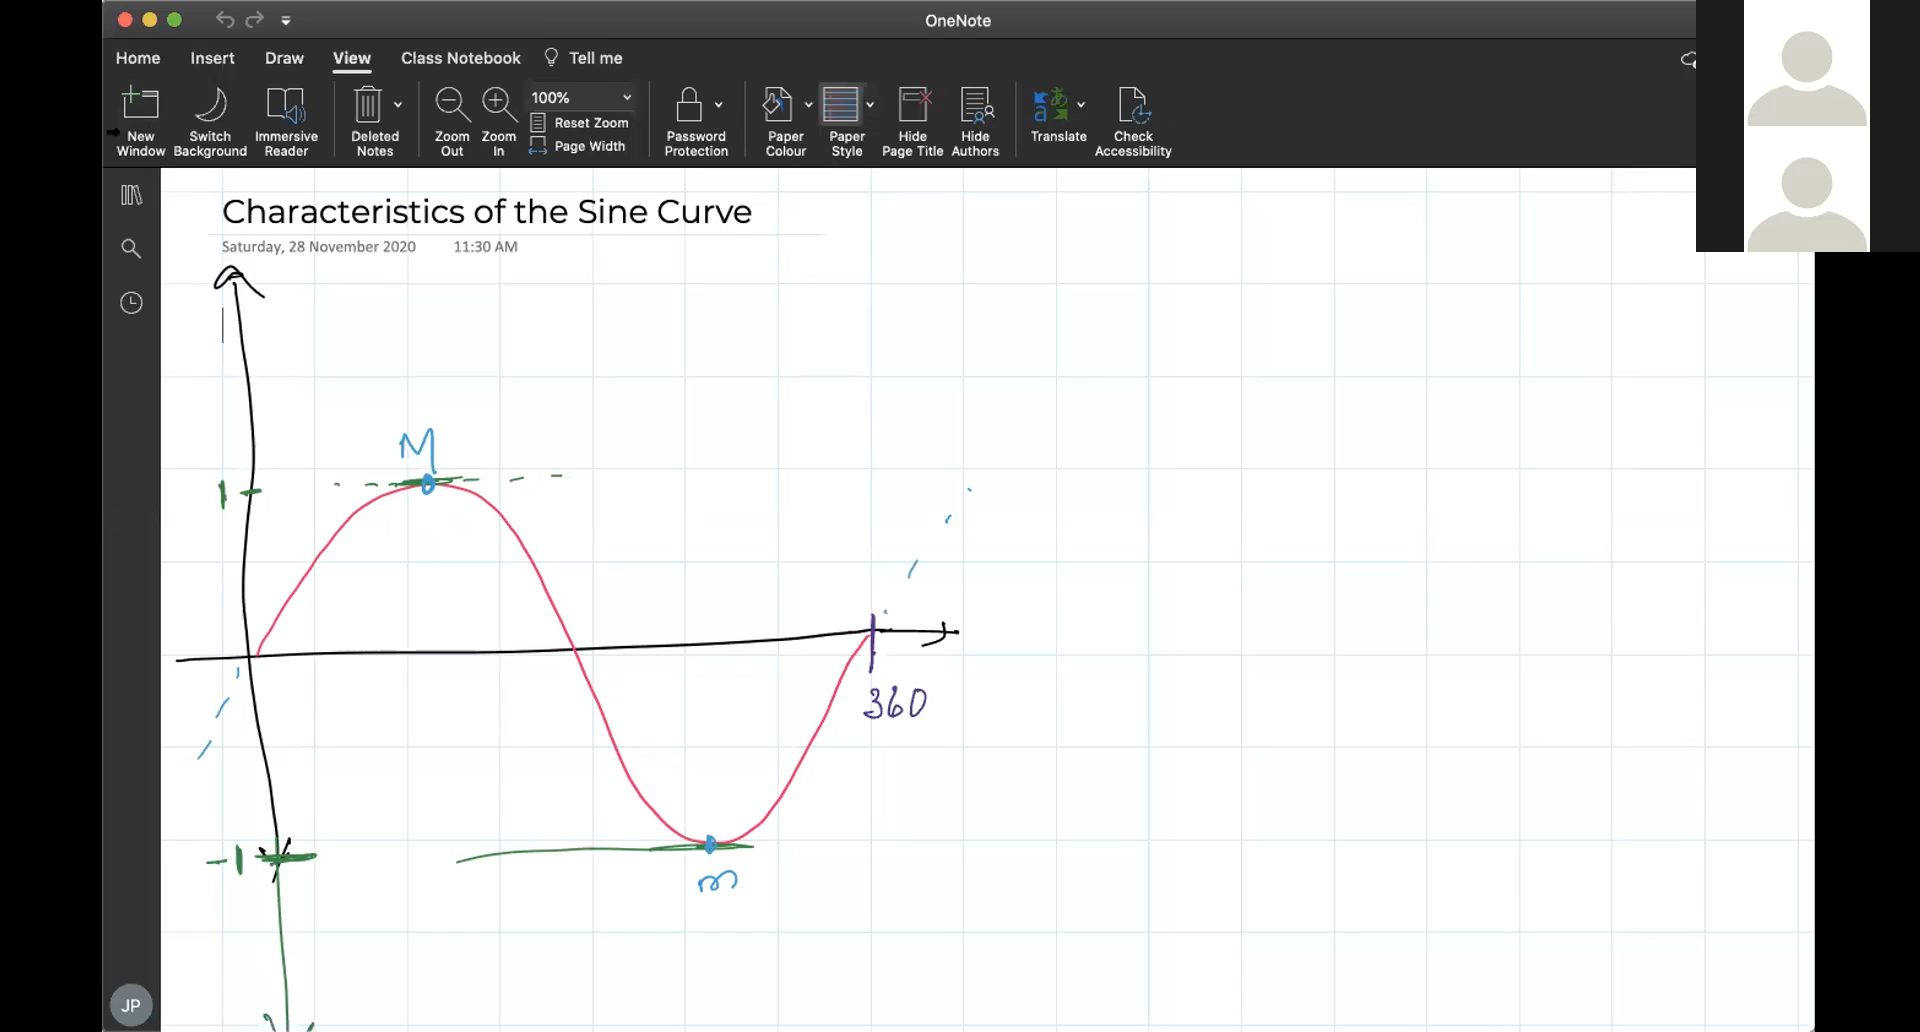 OneNote
Home Insert Draw View Class Notebook Tell me
New Window
Switch Background
Immersive Reader
Deleted Notes
Zoom Out
Zoom In
100%
Reset Zoom
Page Width
Password Protection
Paper Colour
Paper Style
Hide Page Title
Hide Authors
Translate
Check Accessibility
Characteristics of the Sine Curve
Saturday, 28 November 2020 11:30 AM
M
1
360
-1
m
JP